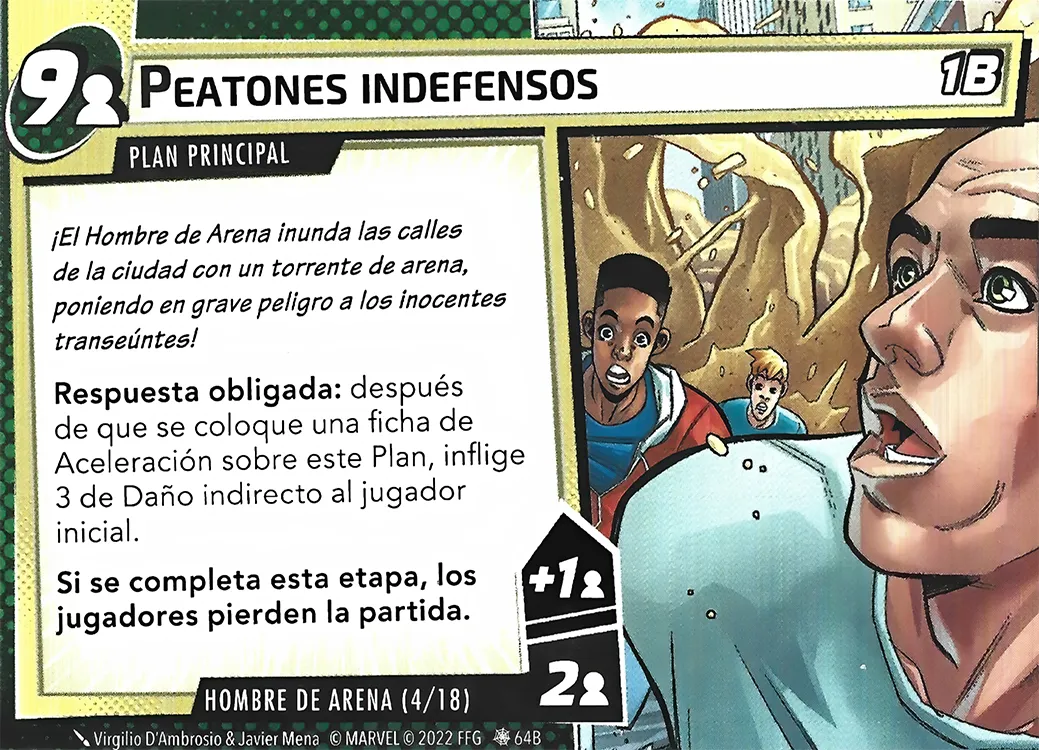 9
PEATONES INDEFENSOS
1B
PLAN PRINCIPAL
¡El Hombre de Arena inunda las calles
de la ciudad con un torrente de arena,
poniendo en grave peligro a los inocentes
transeúntes!
Respuesta obligada: después
de que se coloque una ficha de
Aceleración sobre este Plan, inflige
3 de Daño indirecto al jugador
inicial.
Si se completa esta etapa, los
jugadores pierden la partida.
+1
2
HOMBRE DE ARENA (4/18)
Virgilio D'Ambrosio & Javier Mena © MARVEL © 2022 FFG 64B